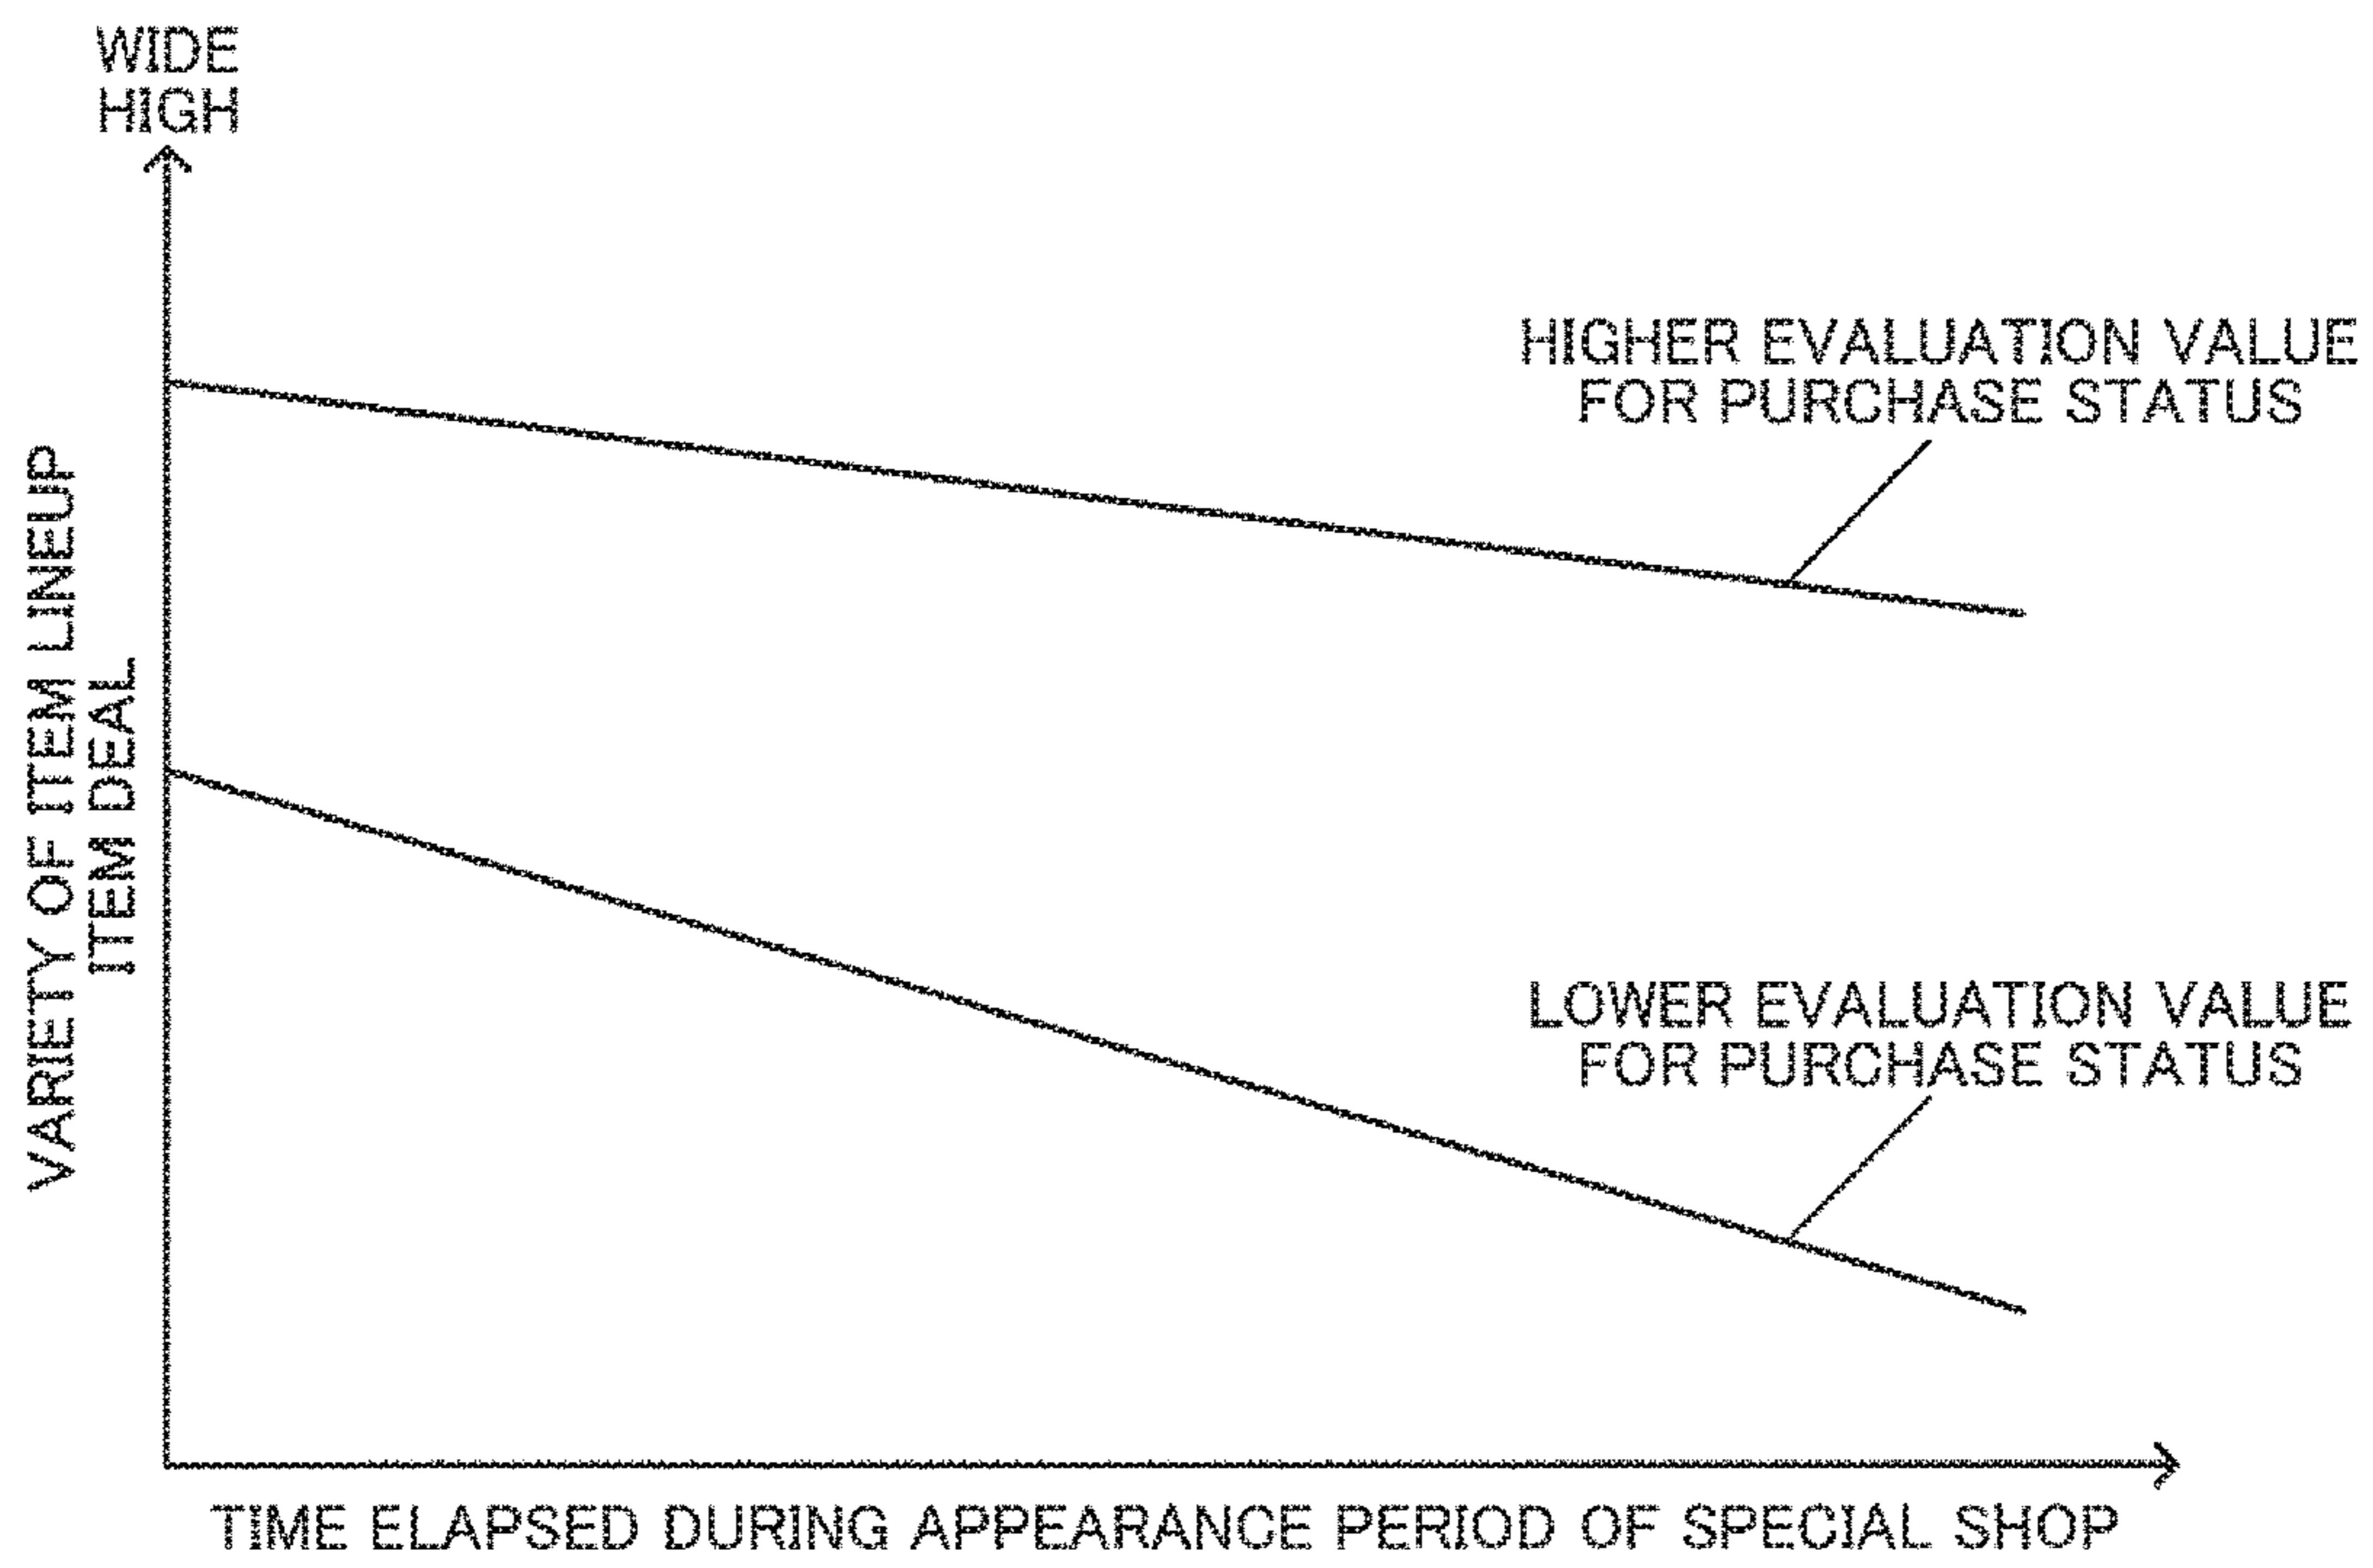 WIDE
HIGH
VARIETY OF ITEM LINEUP
ITEM DEAL
HIGHER EVALUATION VALUE
FOR PURCHASE STATUS
LOWER EVALUATION VALUE
FOR PURCHASE STATUS
TIME ELAPSED DURING APPEARANCE PERIOD OF SPECIAL SHOP